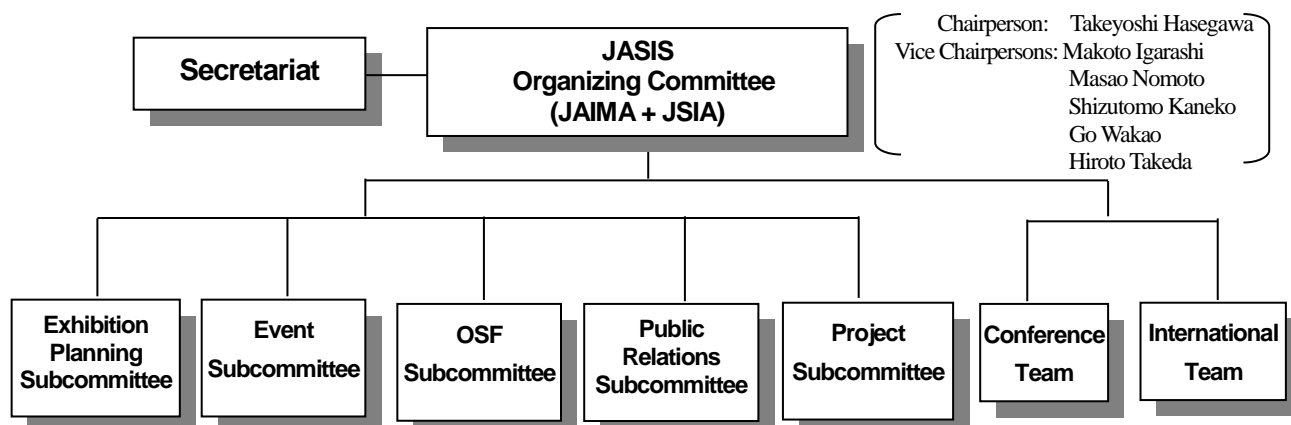 Secretariat
JASIS
Organizing Committee
(JAIMA + JSIA)
Chairperson: Takeyoshi Hasegawa
Vice Chairpersons: Makoto Igarashi
Masao Nomoto
Shizutomo Kaneko
Go Wakao
Hiroto Takeda
Exhibition
Planning
Subcommittee
Event
Subcommittee
OSF
Subcommittee
Public
Relations
Subcommittee
Project
Subcommittee
Conference
Team
International
Team